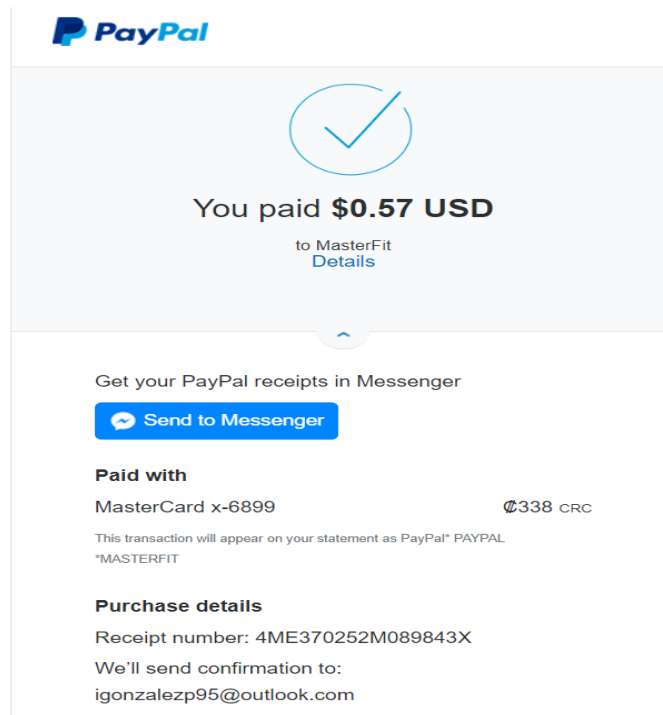 PayPal
You paid $0.57 USD
to MasterFit
Details
Get your PayPal receipts in Messenger
Send to Messenger
Paid with
MasterCard x-6899 ₡338 CRC
This transaction will appear on your statement as PayPal* PAYPAL
*MASTERFIT
Purchase details
Receipt number: 4ME370252M089843X
We'll send confirmation to:
igonzalezp95@outlook.com